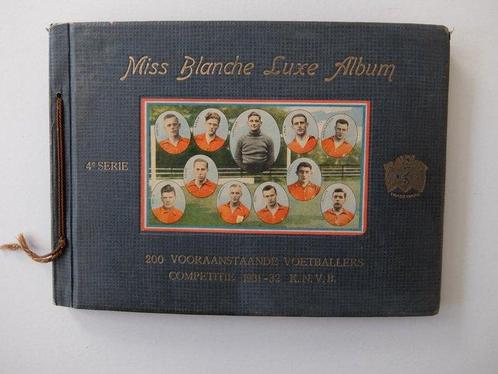 Miss Blanche Luxe Album
4e SERIE
200 VOORAANSTAANDE VOETBALLERS
COMPETITIE 1931-32 K.N.V.B.